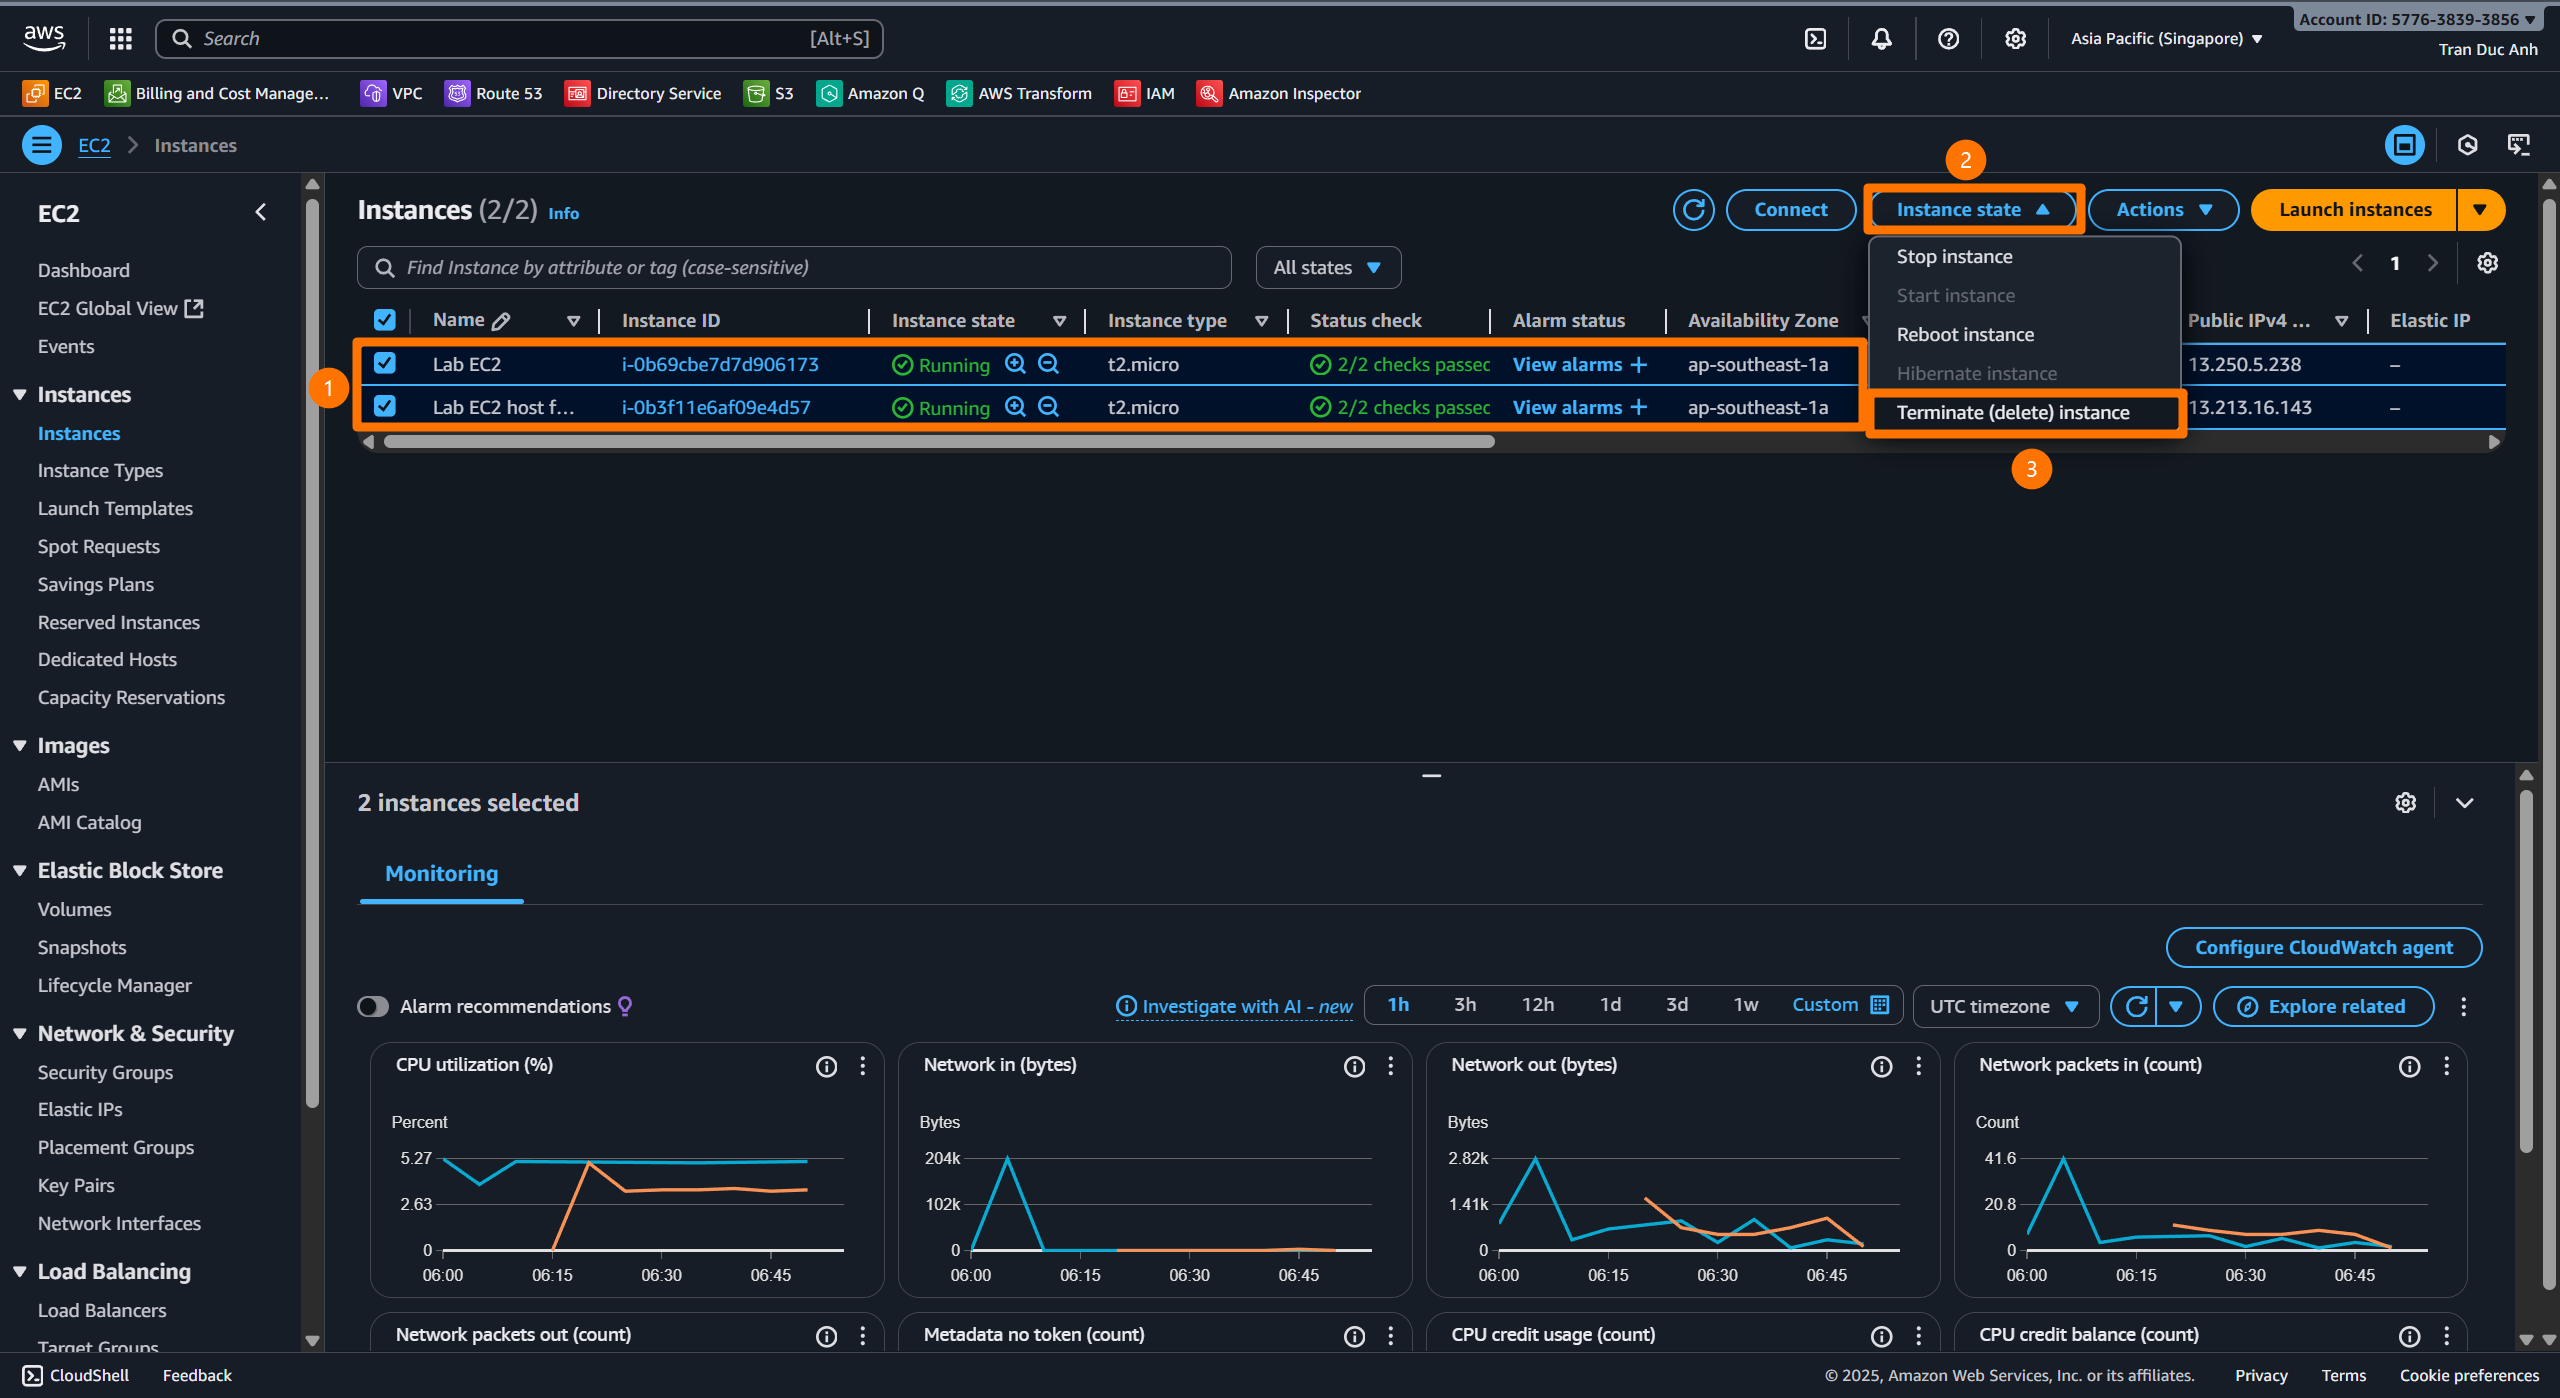 Account ID: 5776-3839-3856
aws
Search [Alt+S]
Asia Pacific (Singapore)
Tran Duc Anh
EC2 Billing and Cost Manage... VPC Route 53 Directory Service S3 Amazon Q AWS Transform IAM Amazon Inspector
EC2 Instances
2
EC2
Dashboard
EC2 Global View
Events
Instances
Instances
Instance Types
Launch Templates
Spot Requests
Savings Plans
Reserved Instances
Dedicated Hosts
Capacity Reservations
Images
AMIs
AMI Catalog
Elastic Block Store
Volumes
Snapshots
Lifecycle Manager
Network & Security
Security Groups
Elastic IPs
Placement Groups
Key Pairs
Network Interfaces
Load Balancing
Load Balancers
Target Groups
Instances (2/2) Info
Connect Instance state Actions Launch instances
Find Instance by attribute or tag (case-sensitive) All states
1
Stop instance
Start instance
Reboot instance
Hibernate instance
Terminate (delete) instance
3
Name Instance ID Instance state Instance type Status check Alarm status Availability Zone Public IPv4 ... Elastic IP
1
Lab EC2 i-0b69cbe7d7d906173 Running t2.micro 2/2 checks passec View alarms + ap-southeast-1a 13.250.5.238 –
Lab EC2 host f... i-0b3f11e6af09e4d57 Running t2.micro 2/2 checks passec View alarms + ap-southeast-1a 13.213.16.143 –
2 instances selected
Monitoring
Configure CloudWatch agent
Alarm recommendations Investigate with AI - new 1h 3h 12h 1d 3d 1w Custom UTC timezone Explore related
CPU utilization (%)
Percent
5.27
2.63
0
06:00 06:15 06:30 06:45
Network in (bytes)
Bytes
204k
102k
0
06:00 06:15 06:30 06:45
Network out (bytes)
Bytes
2.82k
1.41k
0
06:00 06:15 06:30 06:45
Network packets in (count)
Count
41.6
20.8
0
06:00 06:15 06:30 06:45
Network packets out (count)
Metadata no token (count)
CPU credit usage (count)
CPU credit balance (count)
CloudShell Feedback © 2025, Amazon Web Services, Inc. or its affiliates. Privacy Terms Cookie preferences